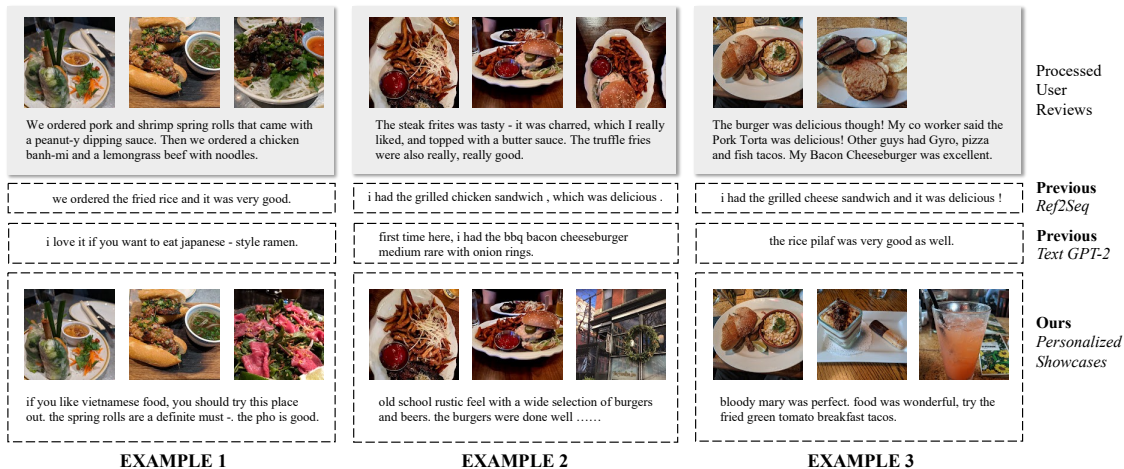 We ordered pork and shrimp spring rolls that came with
a peanut-y dipping sauce. Then we ordered a chicken
banh-mi and a lemongrass beef with noodles.
The steak frites was tasty - it was charred, which I really
liked, and topped with a butter sauce. The truffle fries
were also really, really good.
The burger was delicious though! My co worker said the
Pork Torta was delicious! Other guys had Gyro, pizza
and fish tacos. My Bacon Cheeseburger was excellent.
Processed
User
Reviews
we ordered the fried rice and it was very good.
i had the grilled chicken sandwich , which was delicious .
i had the grilled cheese sandwich and it was delicious !
Previous
Ref2Seq
i love it if you want to eat japanese - style ramen.
first time here, i had the bbq bacon cheeseburger
medium rare with onion rings.
the rice pilaf was very good as well.
Previous
Text GPT-2
if you like vietnamese food, you should try this place
out. the spring rolls are a definite must -. the pho is good.
old school rustic feel with a wide selection of burgers
and beers. the burgers were done well ……
bloody mary was perfect. food was wonderful, try the
fried green tomato breakfast tacos.
Ours
Personalized
Showcases
EXAMPLE 1
EXAMPLE 2
EXAMPLE 3